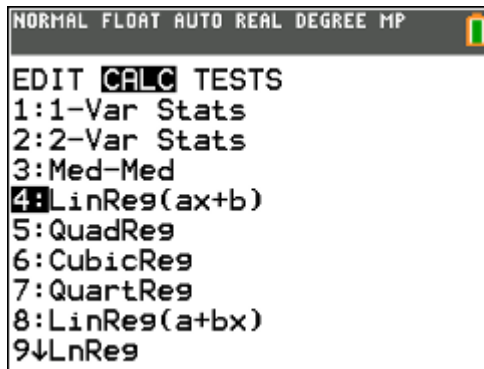 NORMAL FLOAT AUTO REAL DEGREE MP
EDIT CALC TESTS
1:1-Var Stats
2:2-Var Stats
3:Med-Med
4:LinReg(ax+b)
5:QuadReg
6:CubicReg
7:QuartReg
8:LinReg(a+bx)
9↓LnReg